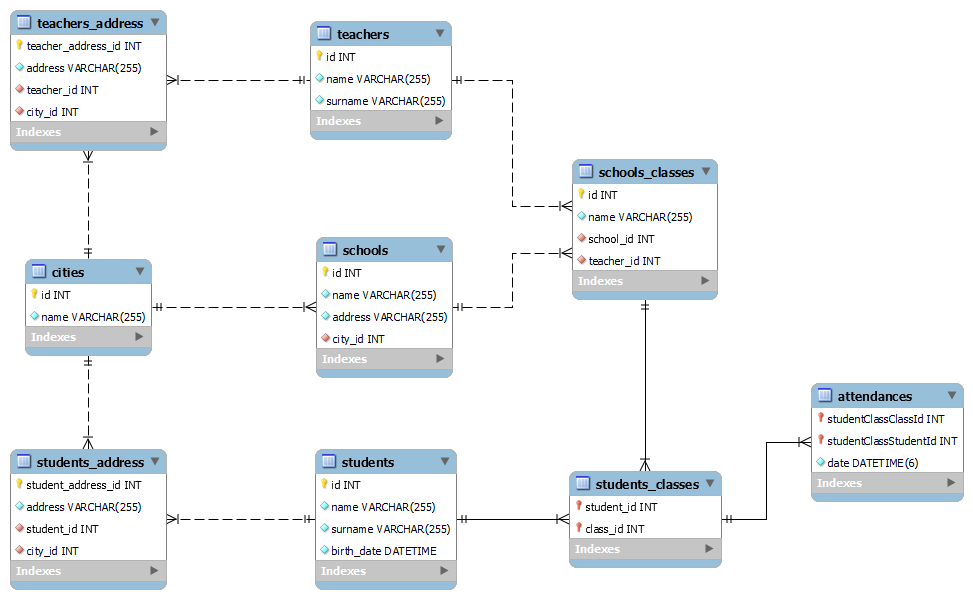 teachers_address
teacher_address_id INT
address VARCHAR(255)
teacher_id INT
city_id INT
Indexes
teachers
id INT
name VARCHAR(255)
surname VARCHAR(255)
Indexes
schools_classes
id INT
name VARCHAR(255)
school_id INT
teacher_id INT
Indexes
cities
id INT
name VARCHAR(255)
Indexes
schools
id INT
name VARCHAR(255)
address VARCHAR(255)
city_id INT
Indexes
attendances
studentClassClassId INT
studentClassStudentId INT
date DATETIME(6)
Indexes
students_address
student_address_id INT
address VARCHAR(255)
student_id INT
city_id INT
Indexes
students
id INT
name VARCHAR(255)
surname VARCHAR(255)
birth_date DATETIME
Indexes
students_classes
student_id INT
class_id INT
Indexes